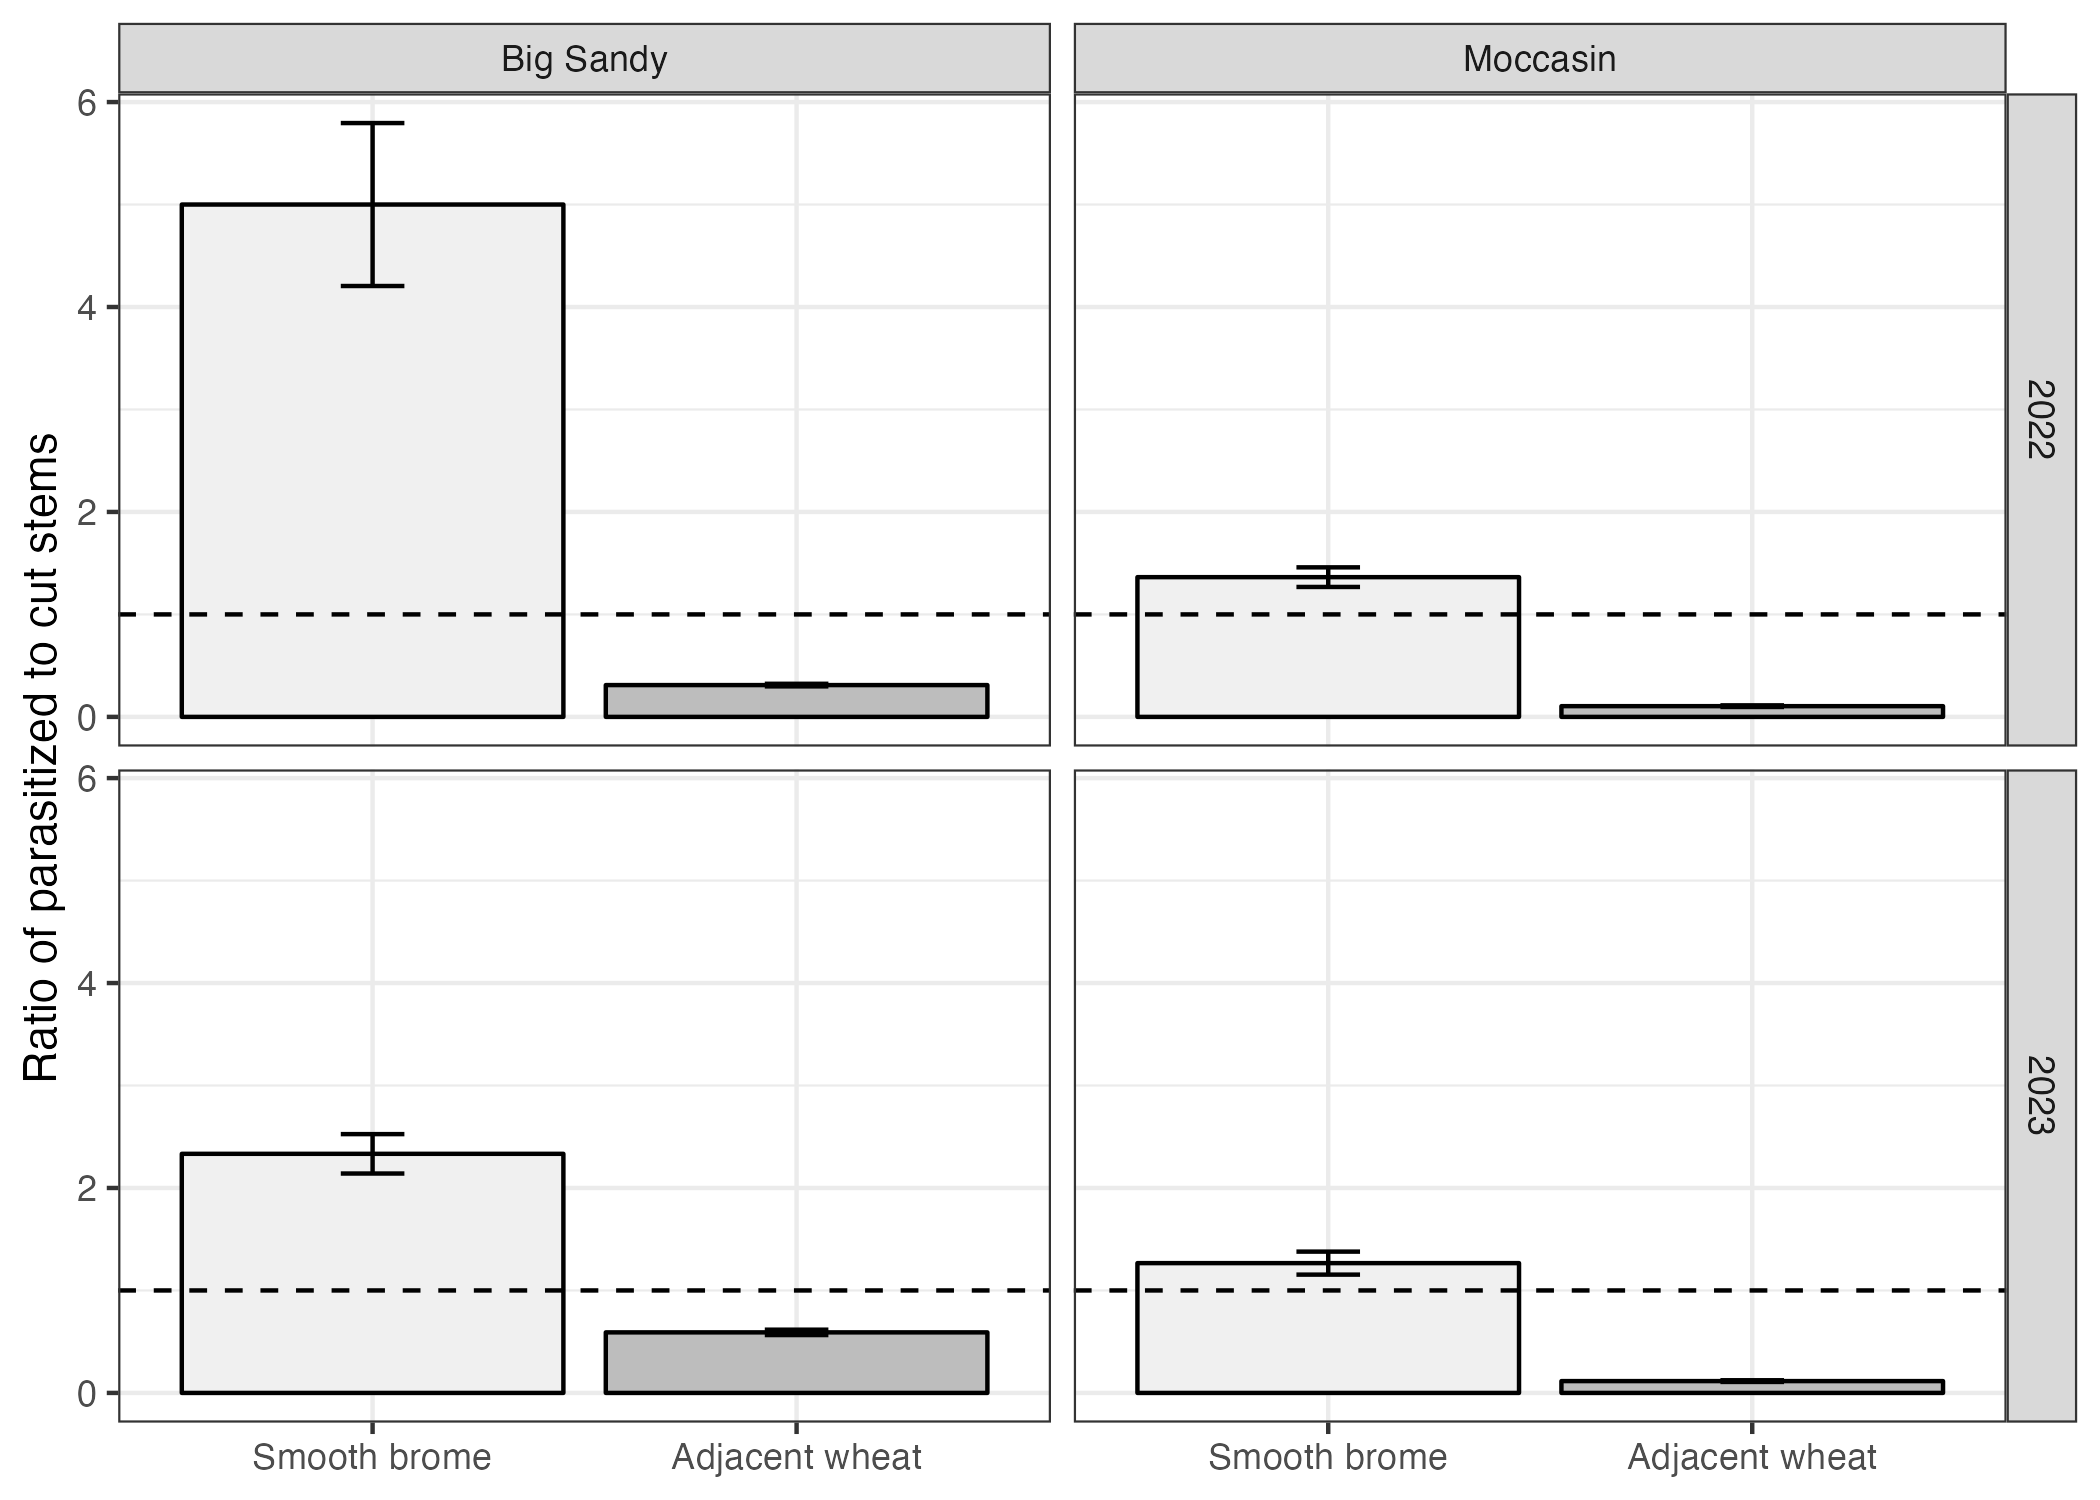 Big Sandy
Moccasin
Ratio of parasitized to cut stems
6
4
2
0
2022
6
4
2
0
2023
Smooth brome
Adjacent wheat
Smooth brome
Adjacent wheat